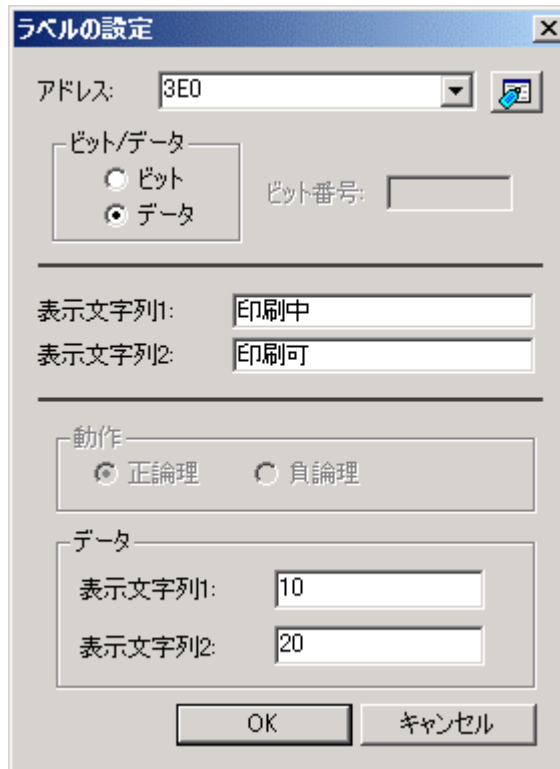 ラベルの設定
アドレス: 3E0
ビット/データ
ビット
データ
ビット番号:
表示文字列1: 印刷中
表示文字列2: 印刷可
動作
正論理 負論理
データ
表示文字列1: 10
表示文字列2: 20
OK キャンセル